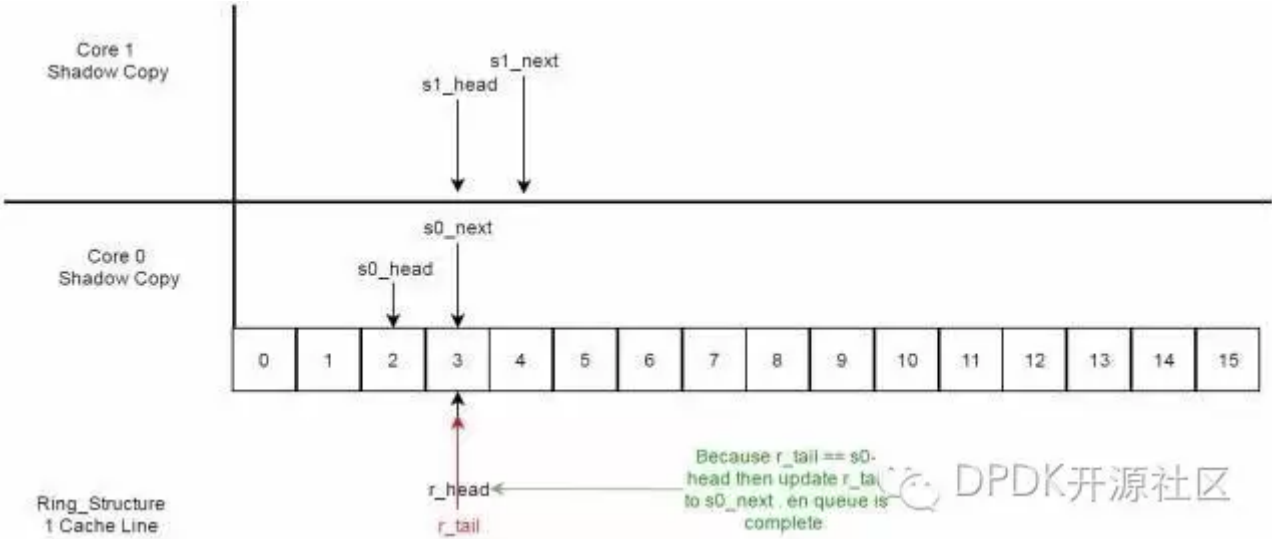 Core 1
Shadow Copy
s1_next
s1_head
s0_next
Core 0
Shadow Copy
s0_head
0 1 2 3 4 5 6 7 8 9 10 11 12 13 14 15
Because r_tail == s0-
head then update r_tai
r_head
to s0_next . en queue is
complete
DPDK开源社区
Ring_Structure
1 Cache Line
r_tail